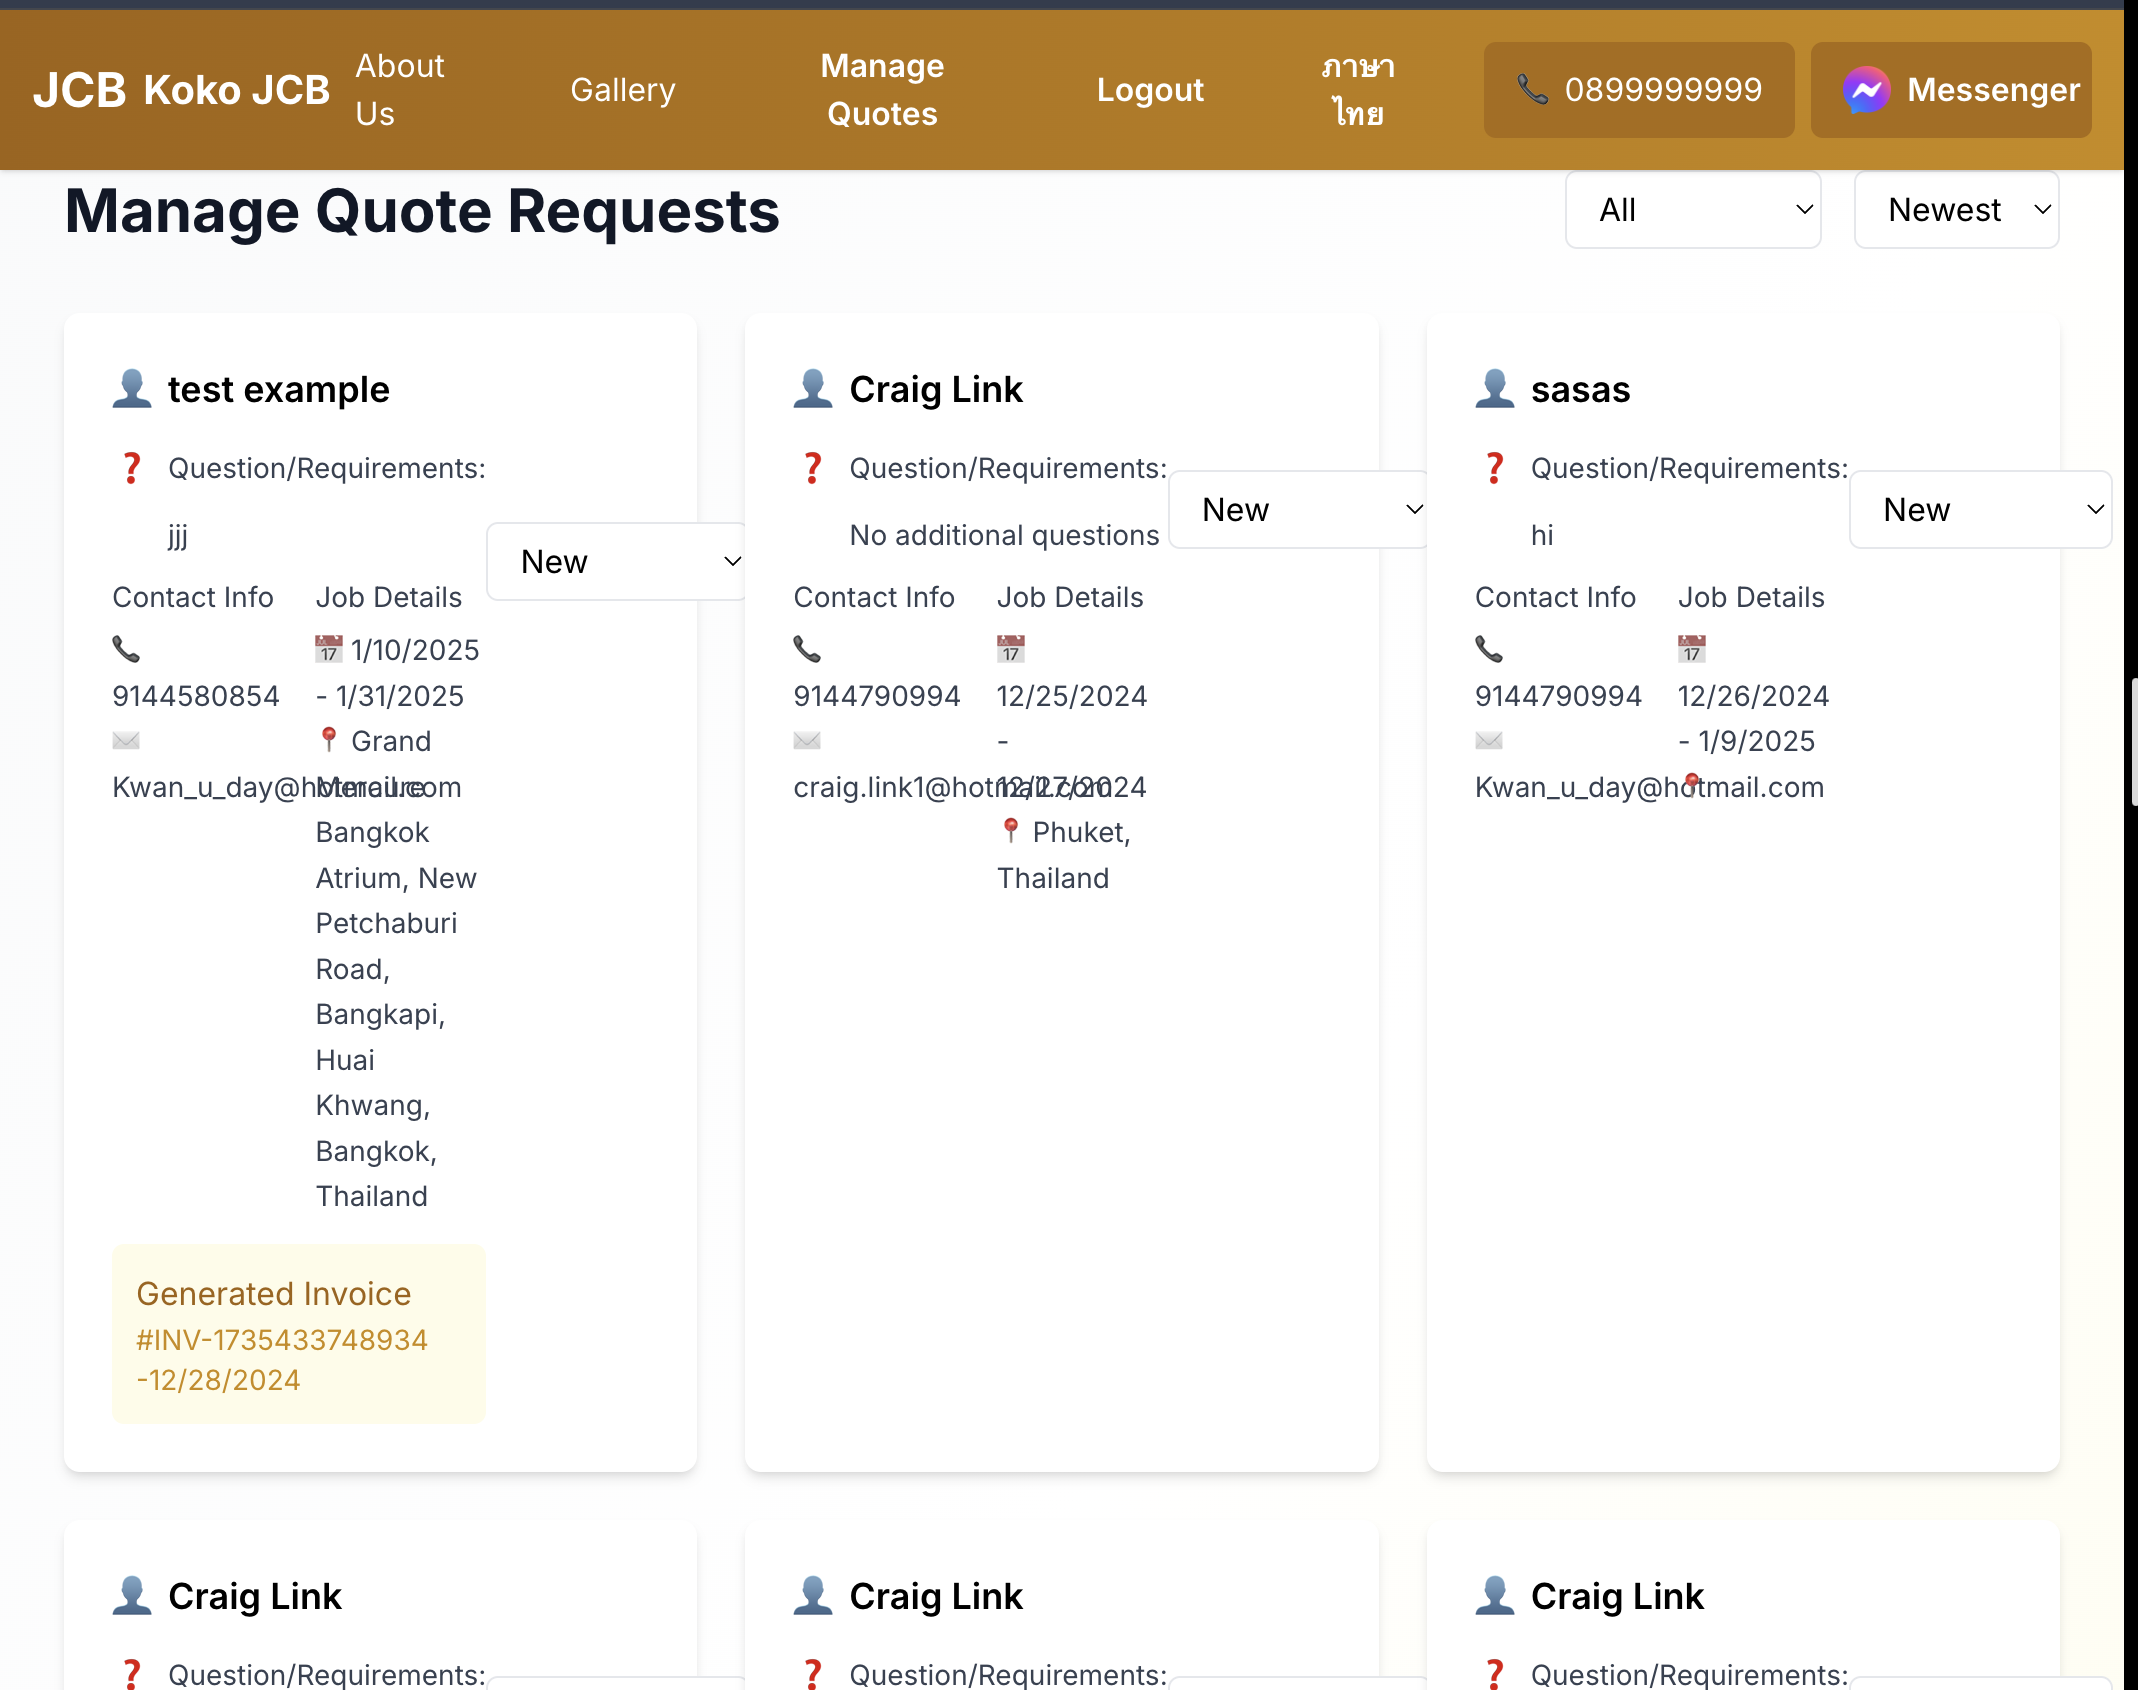 JCB Koko JCB
About
Us
Gallery
Manage
Quotes
Logout
ภาษา
ไทย
0899999999
Messenger
Manage Quote Requests
All
Newest
test example
Question/Requirements:
jjj
New
Contact Info
9144580854
Kwan_u_day@hotmail.com
Job Details
17
1/10/2025
- 1/31/2025
Grand
Mercure
Bangkok
Atrium, New
Petchaburi
Road,
Bangkapi,
Huai
Khwang,
Bangkok,
Thailand
Generated Invoice
#INV-1735433748934
-12/28/2024
Craig Link
Question/Requirements:
No additional questions
New
Contact Info
9144790994
craig.link1@hotmail.com
Job Details
17
12/25/2024
-
12/27/2024
Phuket,
Thailand
sasas
Question/Requirements:
hi
New
Contact Info
9144790994
Kwan_u_day@hotmail.com
Job Details
17
12/26/2024
- 1/9/2025
Craig Link
Question/Requirements:
Craig Link
Question/Requirements:
Craig Link
Question/Requirements: